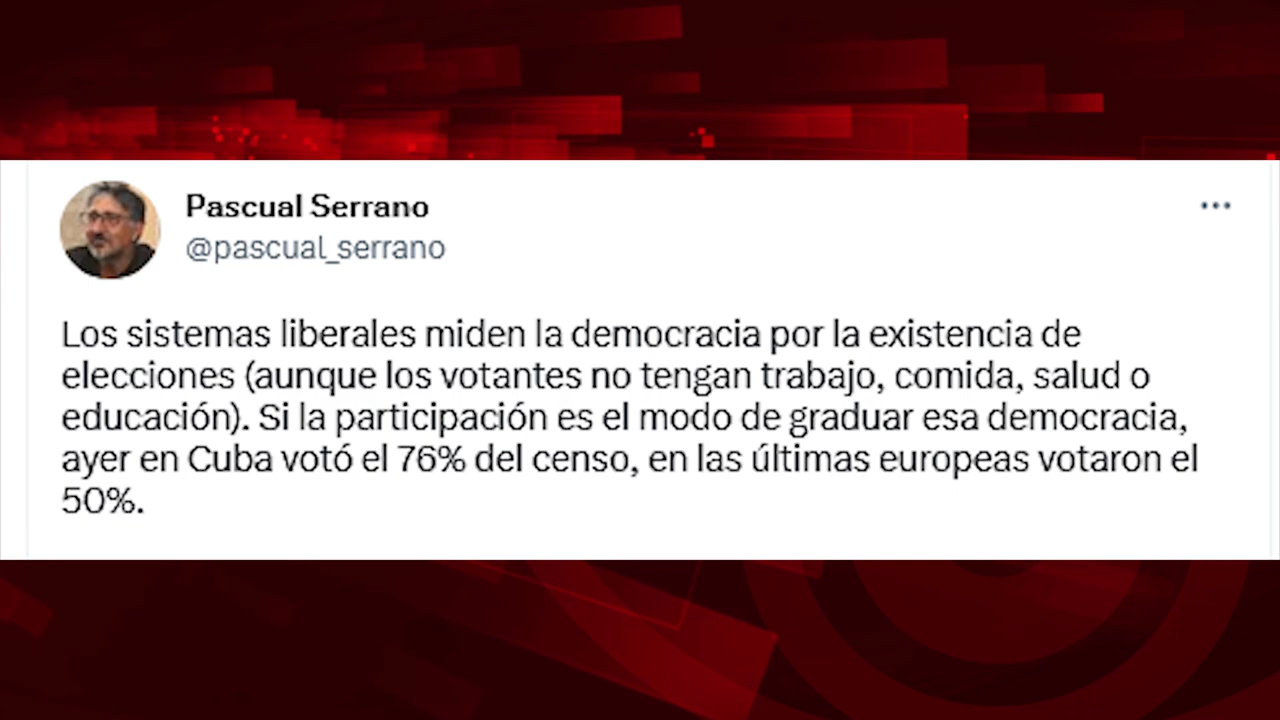 Pascual Serrano
@pascual_serrano
Los sistemas liberales miden la democracia por la existencia de
elecciones (aunque los votantes no tengan trabajo, comida, salud o
educación). Si la participación es el modo de graduar esa democracia,
ayer en Cuba votó el 76% del censo, en las últimas europeas votaron el
50%.